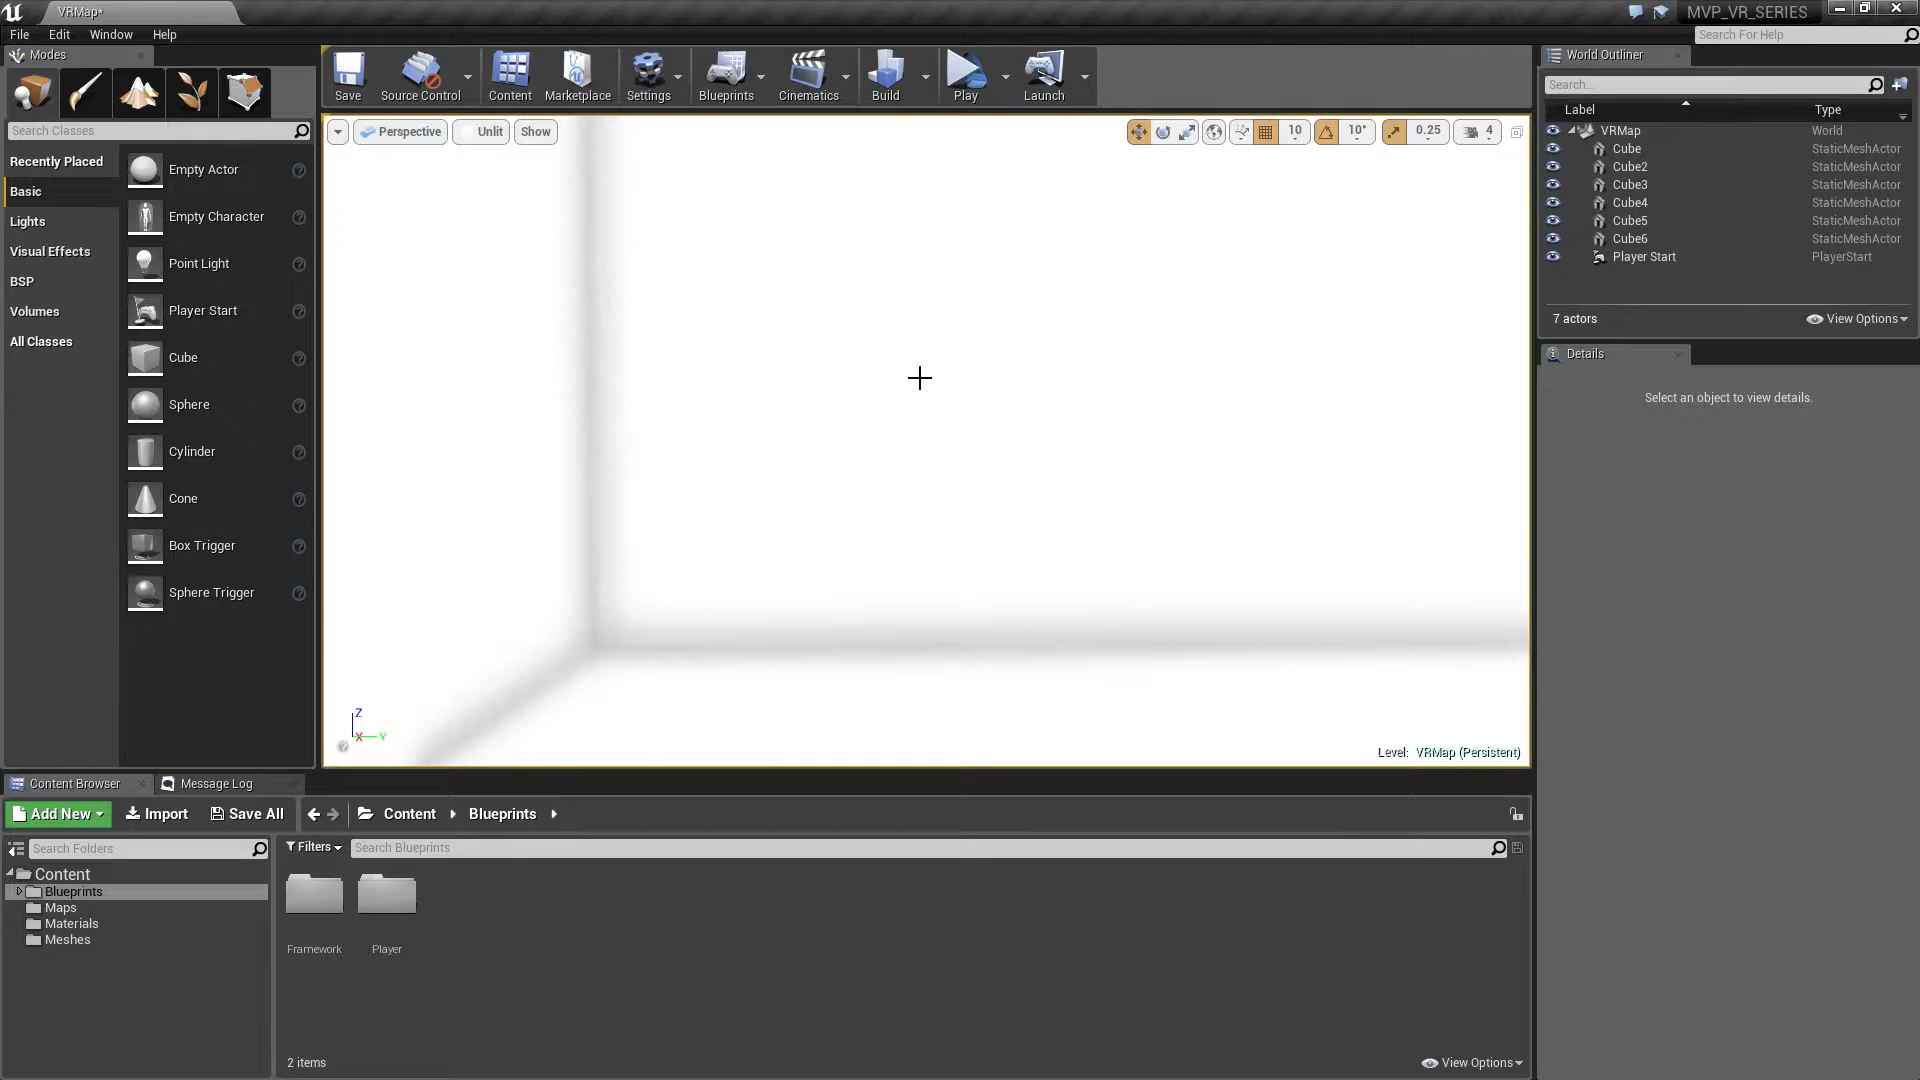 VRMap*
MVP_VR_SERIES
File
Edit
Window
Help
Search For Help
Modes
Search Classes
Recently Placed
Basic
Lights
Visual Effects
BSP
Volumes
All Classes
Empty Actor
Empty Character
Point Light
Player Start
Cube
Sphere
Cylinder
Cone
Box Trigger
Sphere Trigger
Save
Source Control
Content
Marketplace
Settings
Blueprints
Cinematics
Build
Play
Launch
Perspective
Unlit
Show
10
10°
0.25
4
Z
X
Y
Level: VRMap (Persistent)
World Outliner
Search...
Label
Type
VRMap World
Cube StaticMeshActor
Cube2 StaticMeshActor
Cube3 StaticMeshActor
Cube4 StaticMeshActor
Cube5 StaticMeshActor
Cube6 StaticMeshActor
Player Start PlayerStart
7 actors
View Options
Details
Select an object to view details.
Content Browser
Message Log
Add New
Import
Save All
Content
Blueprints
Search Folders
Content
Blueprints
Maps
Materials
Meshes
Filters
Search Blueprints
Framework
Player
2 items
View Options